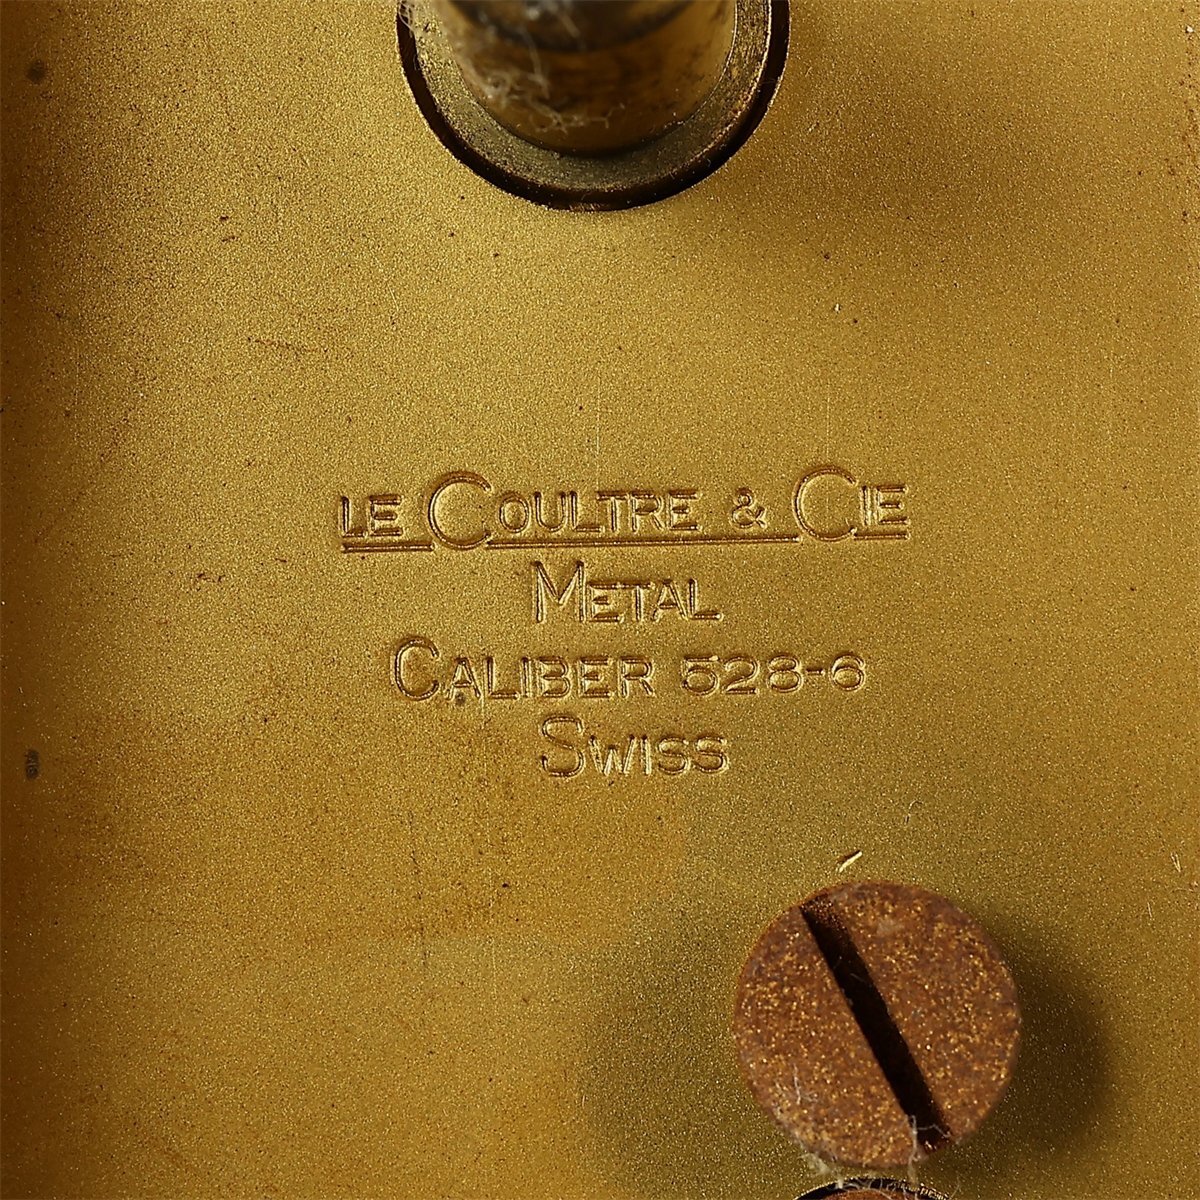 LE COULTRE & CIE
METAL
CALIBER 528-6
SWISS